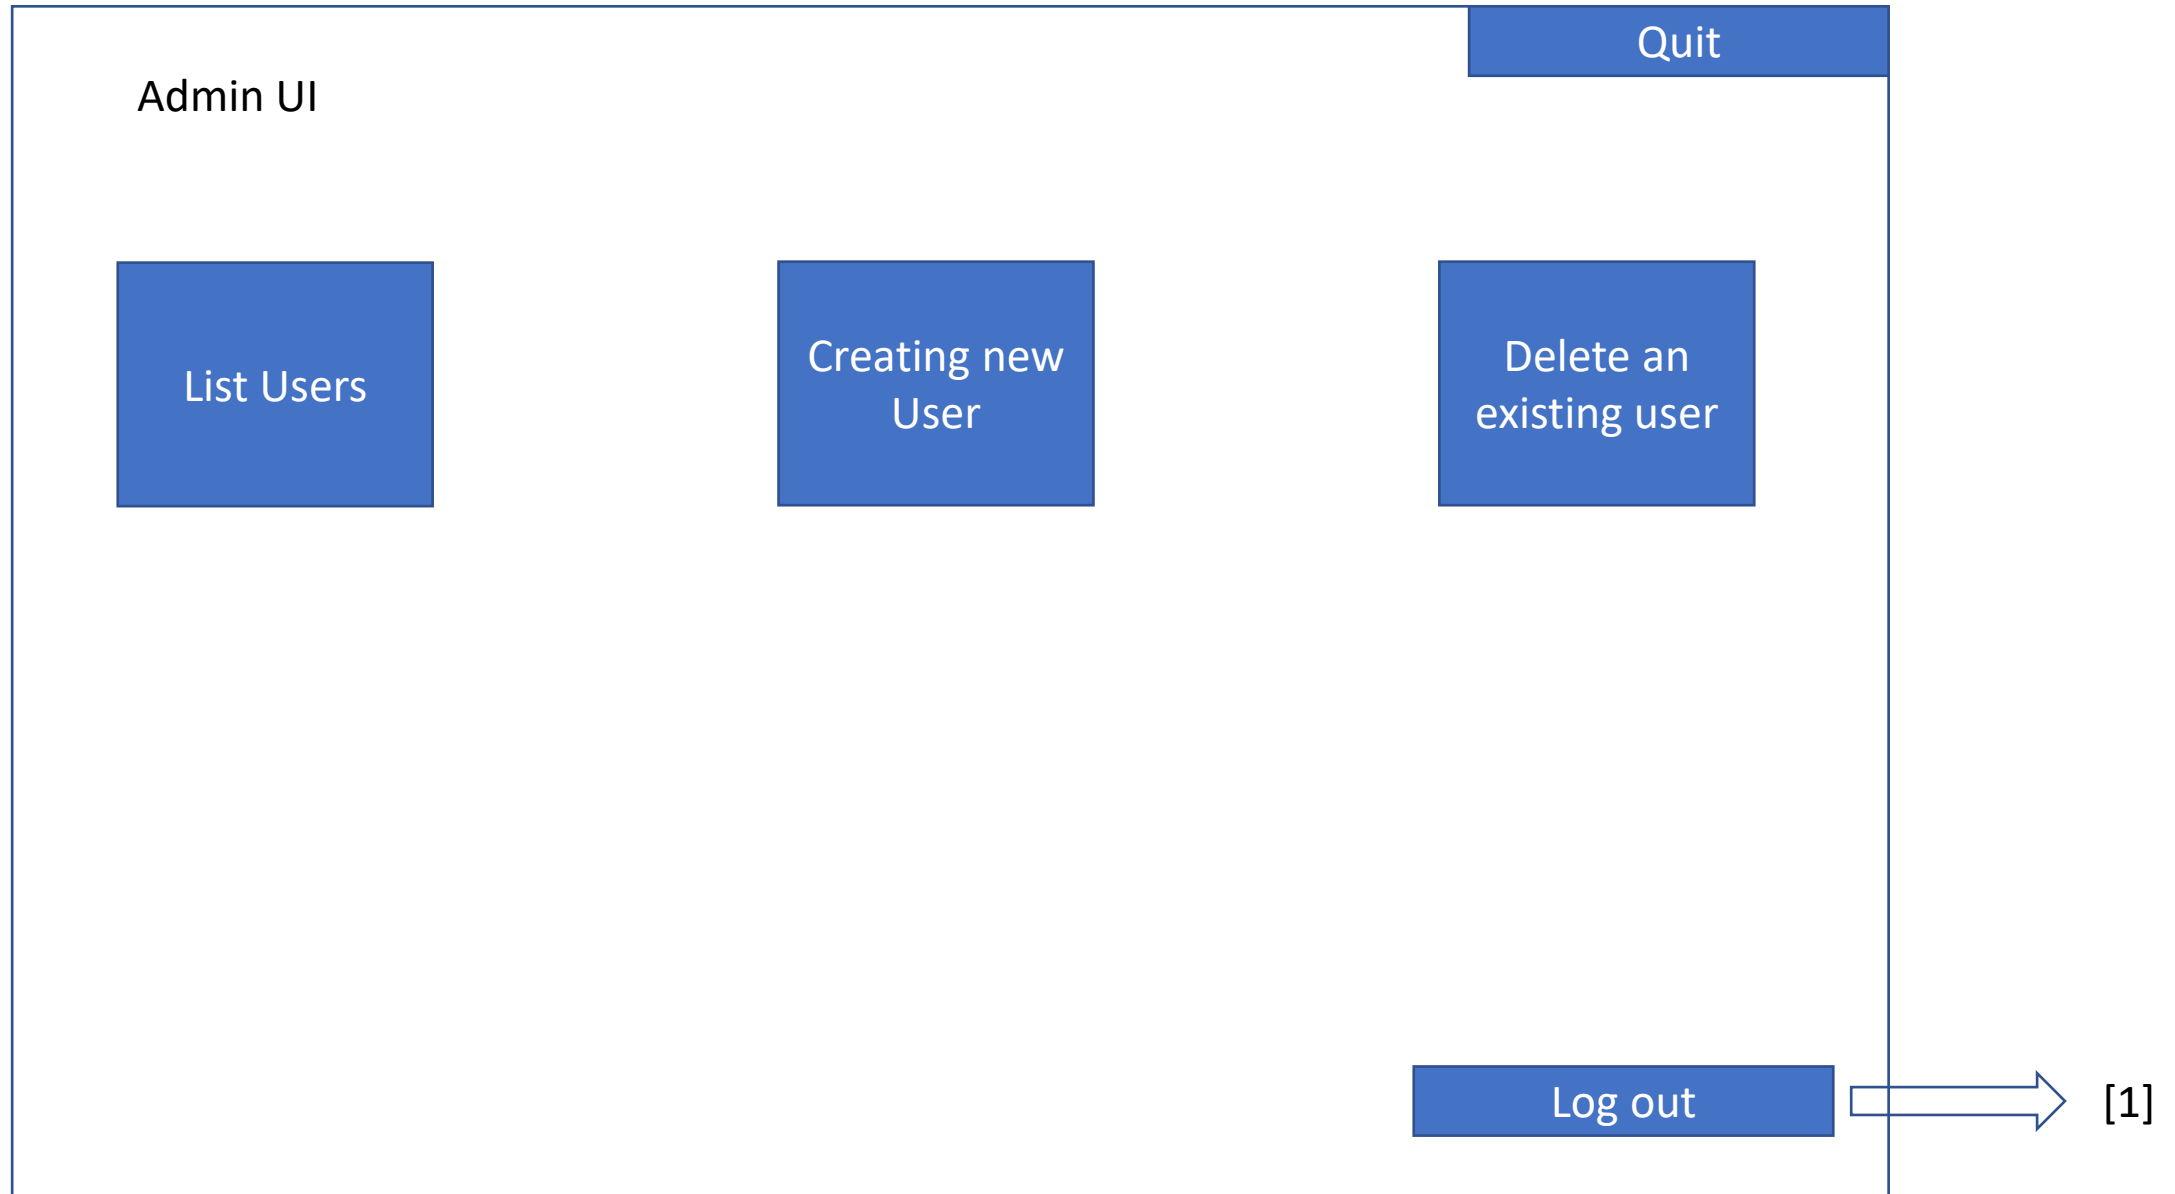 Quit
Admin UI
List Users
Creating new
User
Delete an
existing user
Log out
[1]